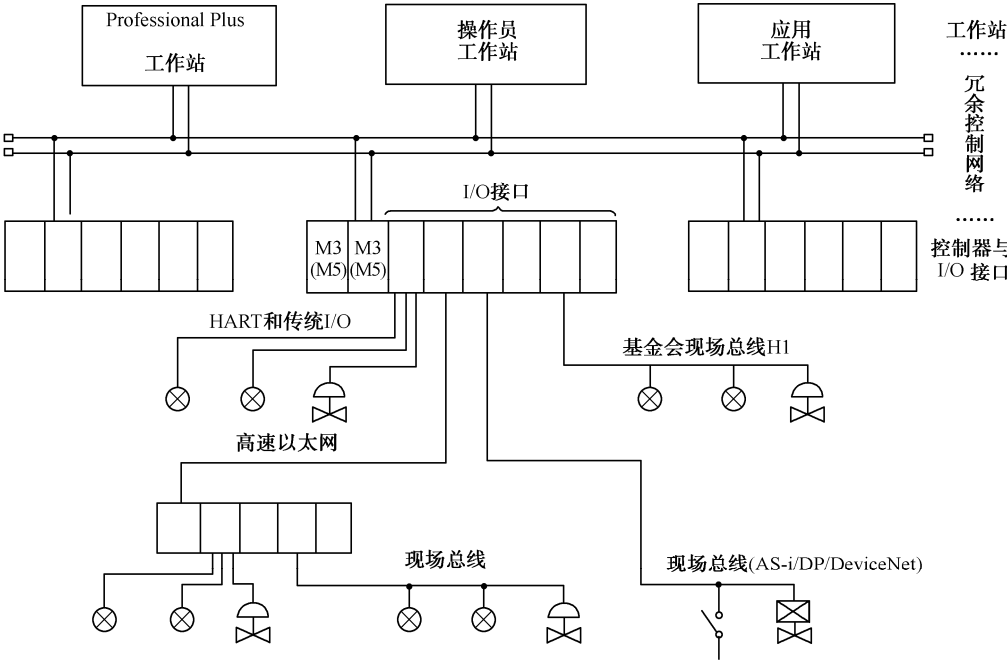 Professional Plus
工作站
操作员
工作站
应用
工作站
工作站
……
冗余控制网络
……
I/O接口
M3
(M5)
M3
(M5)
控制器与
I/O 接口
HART和传统I/O
基金会现场总线H1
高速以太网
现场总线
现场总线(AS-i/DP/DeviceNet)